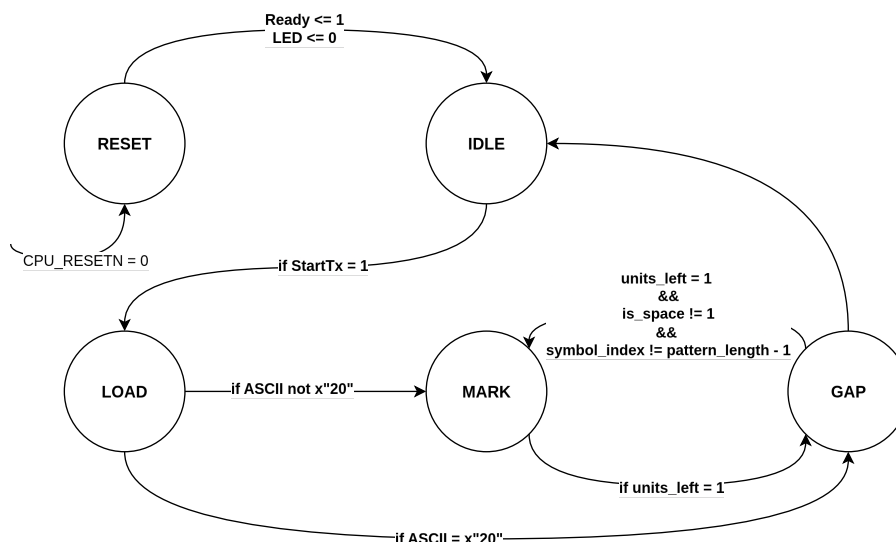 Ready <= 1
LED <= 0
RESET
IDLE
CPU_RESETN = 0
if StartTx = 1
units_left = 1
&&
is_space != 1
&&
symbol_index != pattern_length - 1
LOAD
if ASCII not x"20"
MARK
GAP
if units_left = 1
if ASCII = x"20"